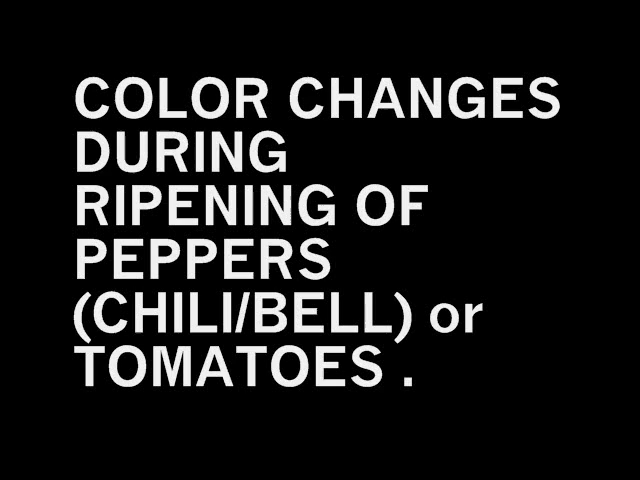 COLOR CHANGES
DURING
RIPENING OF
PEPPERS
(CHILI/BELL) or
TOMATOES .